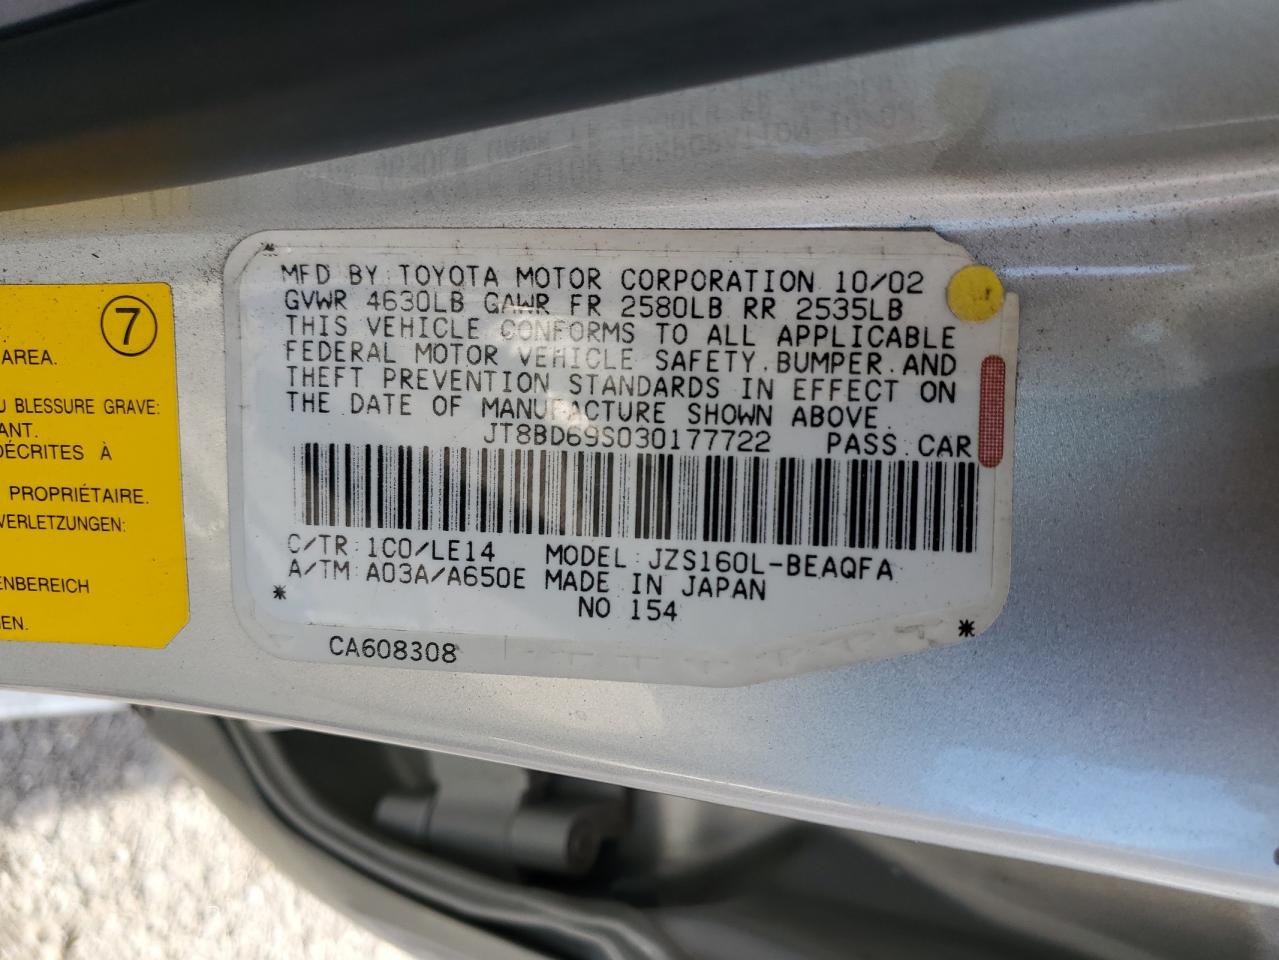 MFD BY TOYOTA MOTOR CORPORATION 10/02
GVWR 4630LB GAWR FR 2580LB RR 2535LB
THIS VEHICLE CONFORMS TO ALL APPLICABLE
FEDERAL MOTOR VEHICLE SAFETY, BUMPER, AND
THEFT PREVENTION STANDARDS IN EFFECT ON
THE DATE OF MANUFACTURE SHOWN ABOVE.
JT8BD69S030177722 PASS. CAR
C/TR: 1C0/LE14 MODEL: JZS160L-BEAQFA
A/TM: A03A/A650E MADE IN JAPAN
* NO 154 *
CA608308
7
AREA.
U BLESSURE GRAVE:
ANT.
DÉCRITES À
PROPRIÉTAIRE.
VERLETZUNGEN:
ENBEREICH
EN.